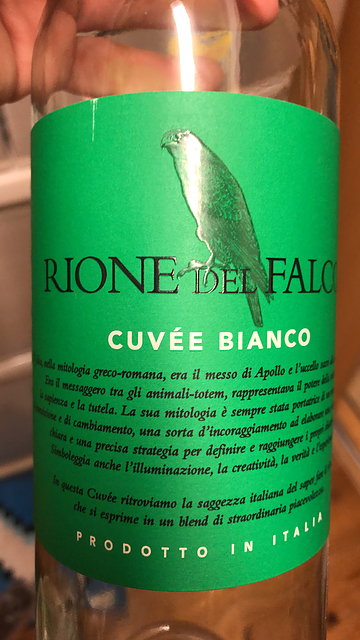 RIONE DEL FALC
CUVÉE BIANCO
nella mitologia greco-romana, era il messo di Apollo e l'uccello
Era il messaggero tra gli animali-totem, rappresentava il potere
la sapienza e la tutela. La sua mitologia è sempre stata portatrice di
e di cambiamento, una sorta d'incoraggiamento ad elaborare
chiara e una precisa strategia per definire e raggiungere i propri
Simboleggia anche l'illuminazione, la creatività, la verità e
In questa Cuvée ritroviamo la saggezza italiana del saper fare
che si esprime in un blend di straordinaria piacevolezza.
PRODOTTO IN ITALIA